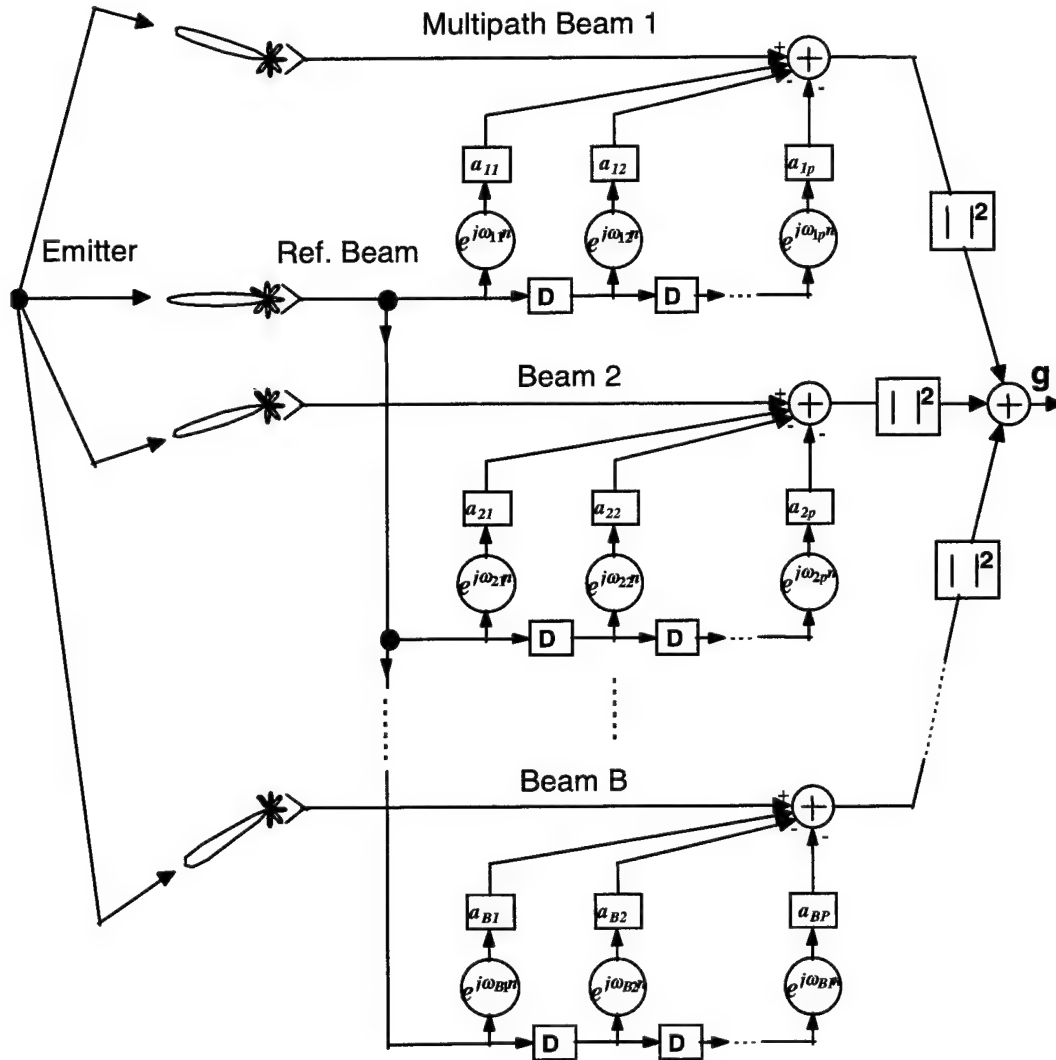 Multipath Beam 1
+
+
-
-
a11
a12
a1p
| |²
e^jω11n
e^jω12n
e^jω1pn
Emitter
Ref. Beam
D
D
Beam 2
+
+
| |²
+
g
-
-
a21
a22
a2p
| |²
e^jω21n
e^jω22n
e^jω2pn
D
D
Beam B
+
+
-
-
aB1
aB2
aBP
e^jωB1n
e^jωB2n
D
D